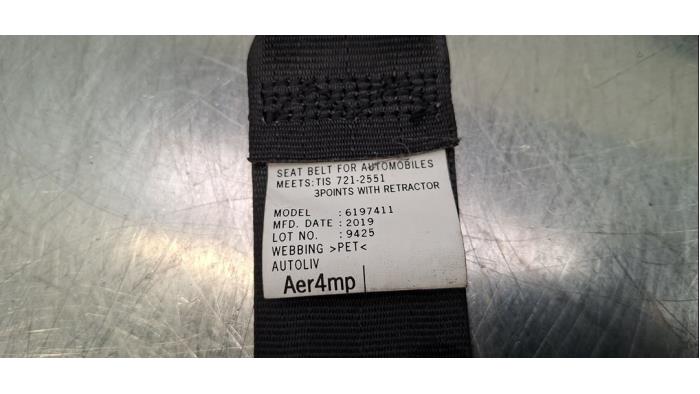 SEAT BELT FOR AUTOMOBILES
MEETS:TIS 721-2551
3POINTS WITH RETRACTOR
MODEL : 6197411
MFD. DATE : 2019
LOT NO. : 9425
WEBBING >PET<
AUTOLIV
Aer4mp